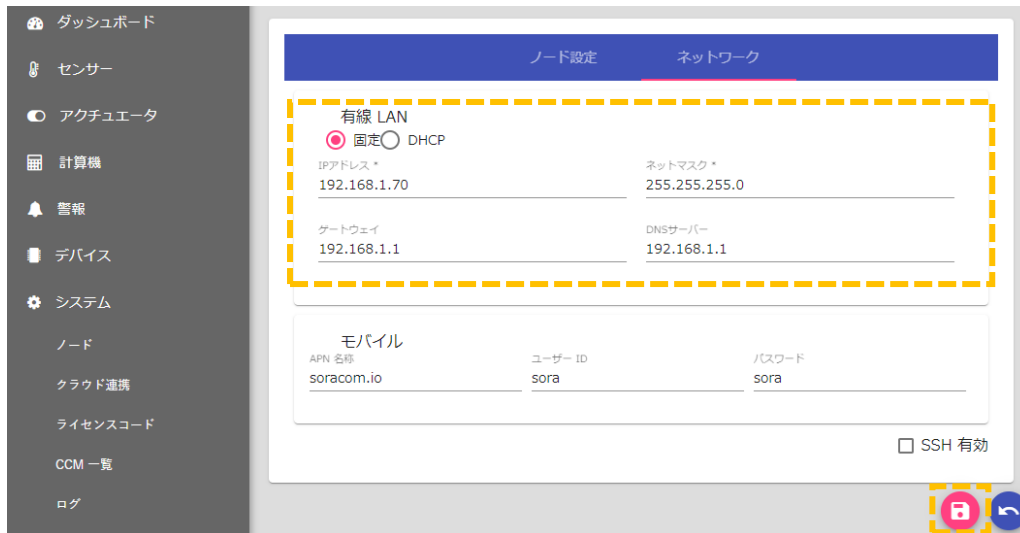 ダッシュボード
センサー
アクチュエータ
計算機
警報
デバイス
システム
ノード
クラウド連携
ライセンスコード
CCM 一覧
ログ
ノード設定 ネットワーク
有線 LAN
固定 DHCP
IPアドレス * ネットマスク *
192.168.1.70 255.255.255.0
ゲートウェイ DNSサーバー
192.168.1.1 192.168.1.1
モバイル
APN 名称 ユーザー ID パスワード
soracom.io sora sora
SSH 有効